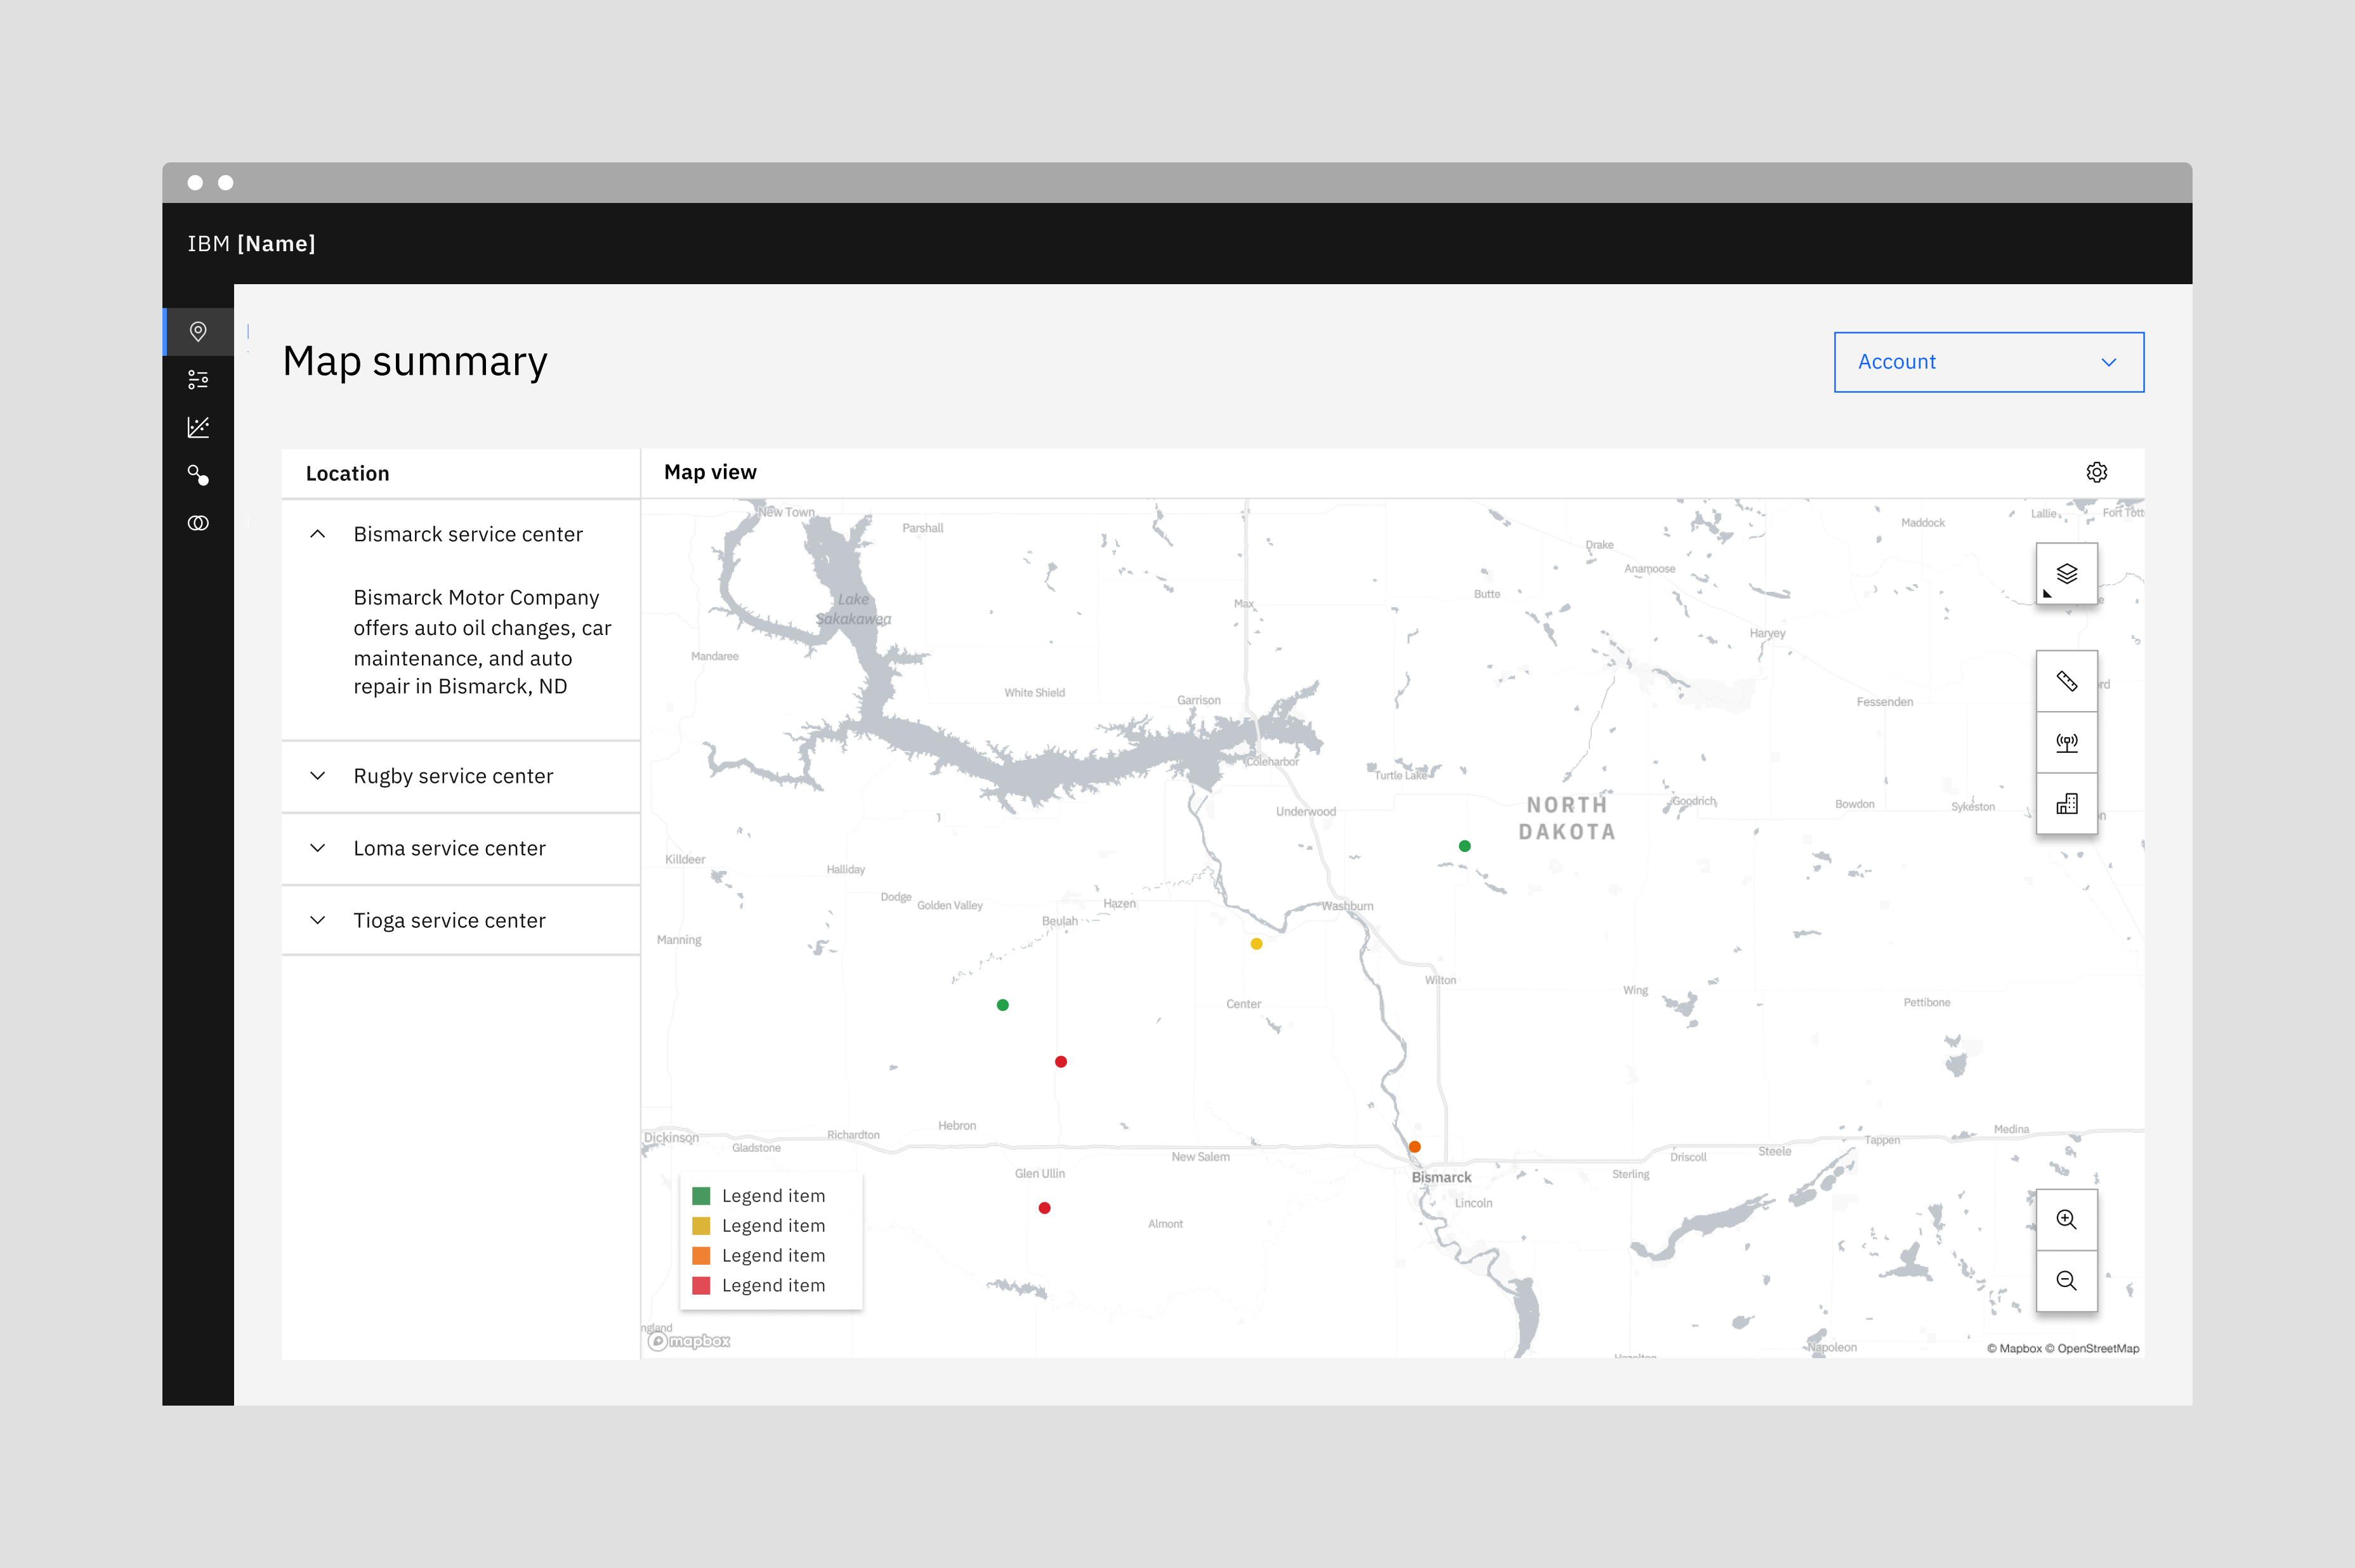 IBM [Name]
Map summary
Account
Location
Map view
Bismarck service center
Bismarck Motor Company
offers auto oil changes, car
maintenance, and auto
repair in Bismarck, ND
Rugby service center
Loma service center
Tioga service center
New Town
Parshall
Drake
Maddock
Lallie
Fort Tott
Anamoose
Butte
Max
Lake
Sakakawea
Harvey
Mandaree
White Shield
Garrison
Fessenden
rd
Coleharbor
Turtle Lake
Underwood
NORTH
DAKOTA
Goodrich
Bowdon
Sykeston
n
Killdeer
Halliday
Dodge
Golden Valley
Hazen
Beulah
Washburn
Manning
Wilton
Wing
Center
Pettibone
Dickinson
Gladstone
Richardton
Hebron
New Salem
Glen Ullin
Almont
Bismarck
Lincoln
Sterling
Driscoll
Steele
Tappen
Medina
Legend item
Legend item
Legend item
Legend item
ngland
mapbox
Napoleon
© Mapbox © OpenStreetMap